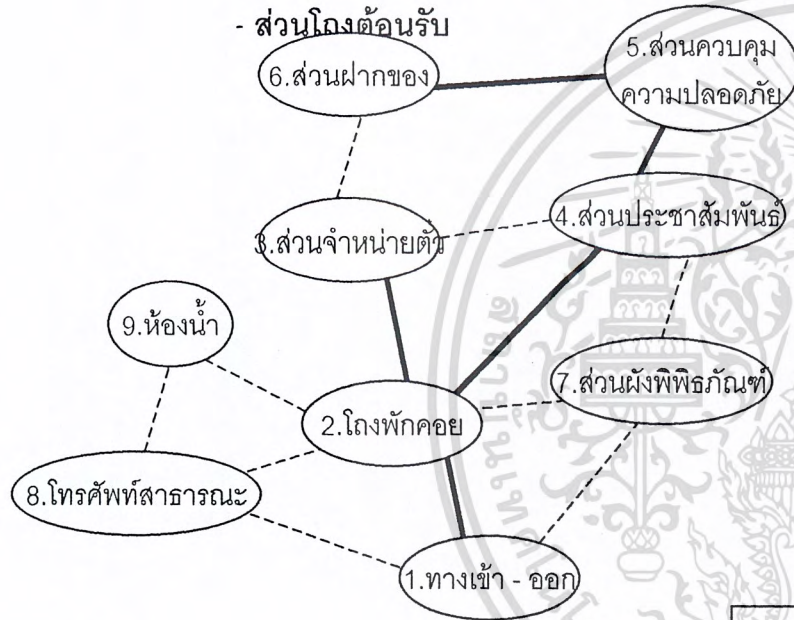 - ส่วนโถงต้อนรับ
6.ส่วนฝากของ
5.ส่วนควบคุม
ความปลอดภัย
3.ส่วนจำหน่ายตั๋ว
4.ส่วนประชาสัมพันธ์
9.ห้องน้ำ
7.ส่วนผังพิพิธภัณฑ์
2.โถงพักคอย
8.โทรศัพท์สาธารณะ
1.ทางเข้า - ออก